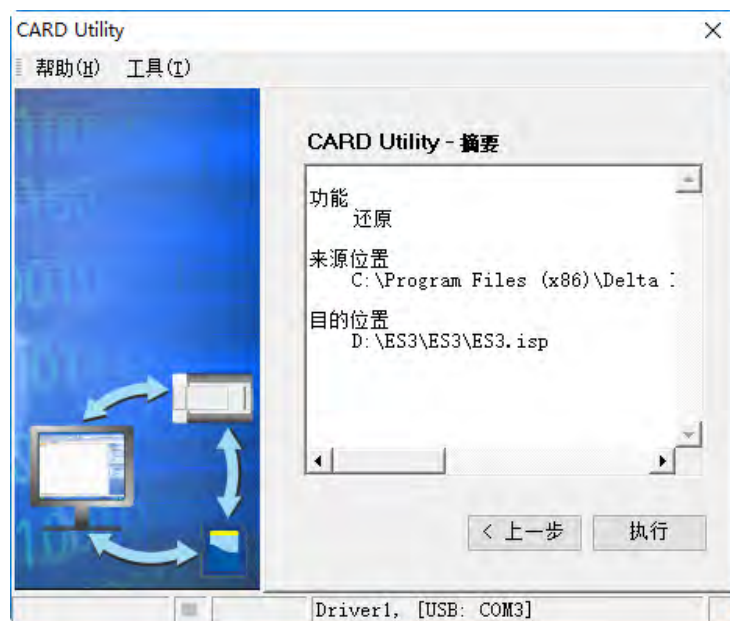 CARD Utility
帮助(H) 工具(T)
CARD Utility - 摘要
功能
还原
来源位置
C:\Program Files (x86)\Delta
目的位置
D:\ES3\ES3\ES3.isp
< 上一步 执行
Driver1, [USB: COM3]